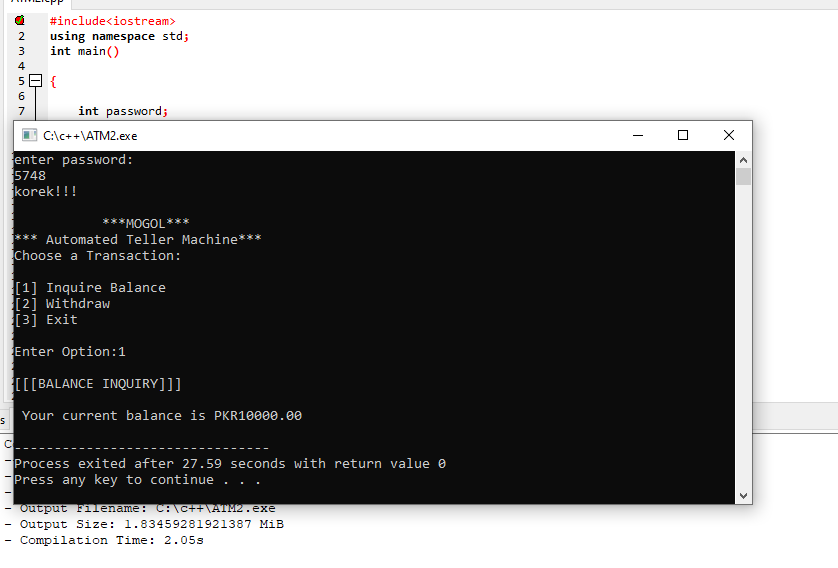 ATM2.cpp
#include<iostream>
1
2 using namespace std;
3 int main()
4
5 {
6
7 int password;
C:\c++\ATM2.exe
enter password:
5748
korek!!!
***MOGOL***
*** Automated Teller Machine***
Choose a Transaction:
[1] Inquire Balance
[2] Withdraw
[3] Exit
Enter Option:1
[[[BALANCE INQUIRY]]]
Your current balance is PKR10000.00
--------------------------------
Process exited after 27.59 seconds with return value 0
Press any key to continue . . .
- Output Filename: C:\c++\ATM2.exe
- Output Size: 1.83459281921387 MiB
- Compilation Time: 2.05s